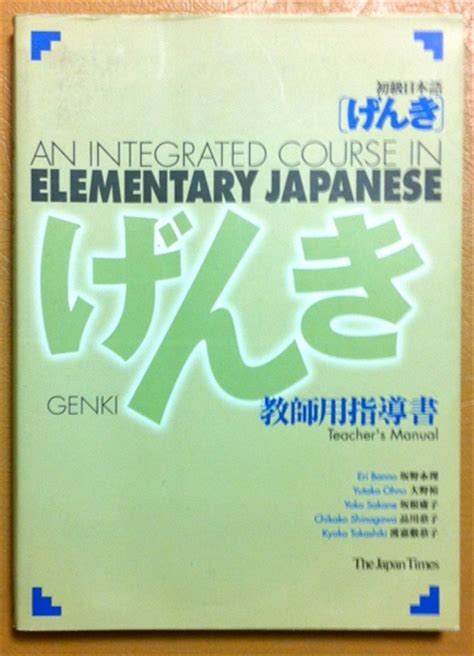 初級日本語
[げんき]
AN INTEGRATED COURSE IN
ELEMENTARY JAPANESE
げんき
GENKI
教師用指導書
Teacher's Manual
Eri Banno 坂野永理
Yutaka Ohno 大野裕
Yoko Sakane 坂根庸子
Chikako Shinagawa 品川恭子
Kyoko Tokashiki 渡嘉敷恭子
The Japan Times